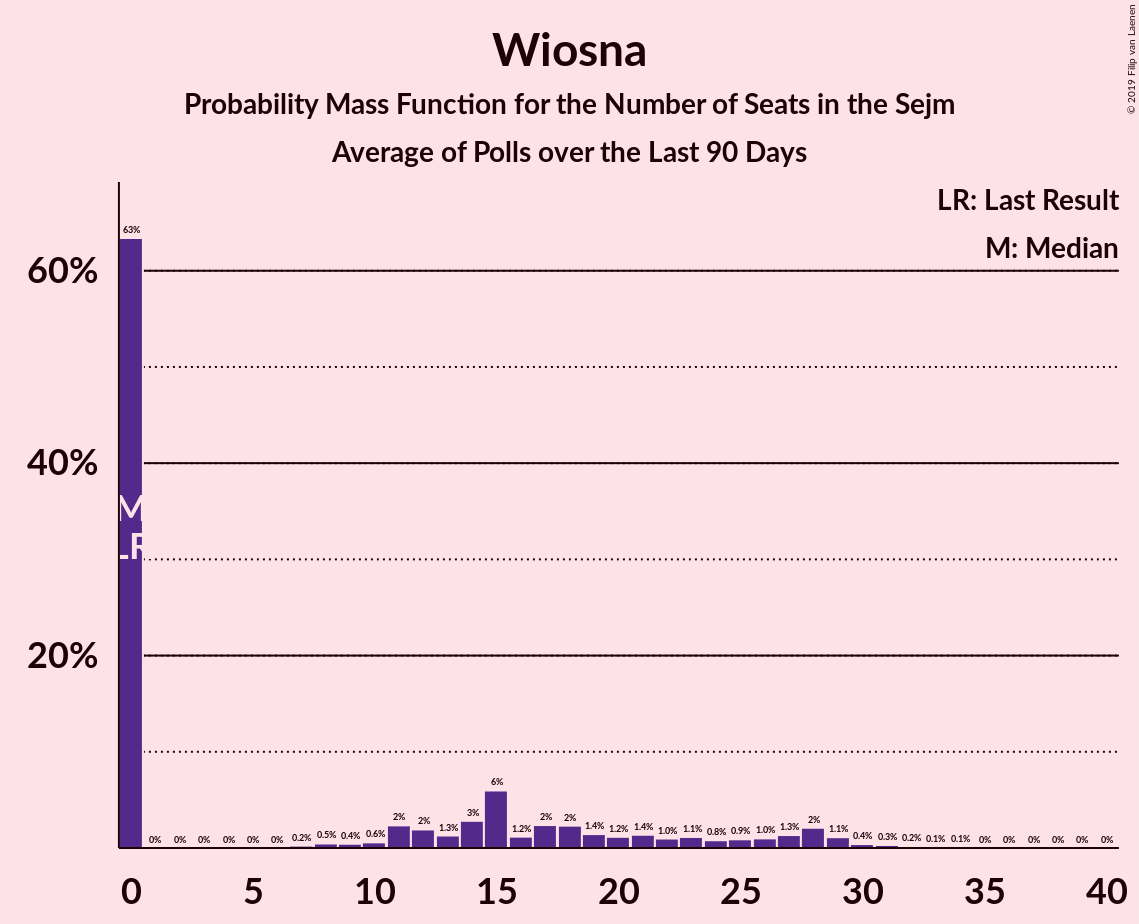 Wiosna
Probability Mass Function for the Number of Seats in the Sejm
Average of Polls over the Last 90 Days
© 2019 Filip van Laenen
LR: Last Result
M: Median
60%
40%
20%
M
LR
63% 0% 0% 0% 0% 0% 0% 0.2% 0.5% 0.4% 0.6% 2% 2% 1.3% 3% 6% 1.2% 2% 2% 1.4% 1.2% 1.4% 1.0% 1.1% 0.8% 0.9% 1.0% 1.3% 2% 1.1% 0.4% 0.3% 0.2% 0.1% 0.1% 0% 0% 0% 0% 0% 0%
0 5 10 15 20 25 30 35 40